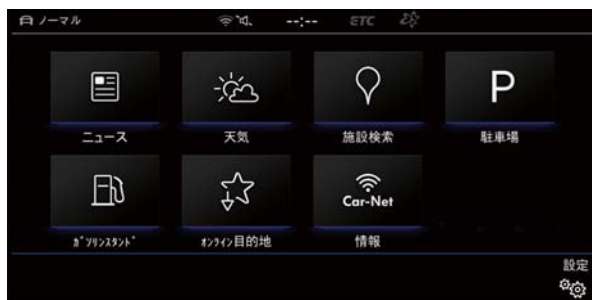 ノーマル --:-- ETC
ニュース 天気 施設検索 P 駐車場
Car-Net
ｶﾞｿﾘﾝｽﾀﾝﾄﾞ ｵﾝﾗｲﾝ目的地 情報
設定